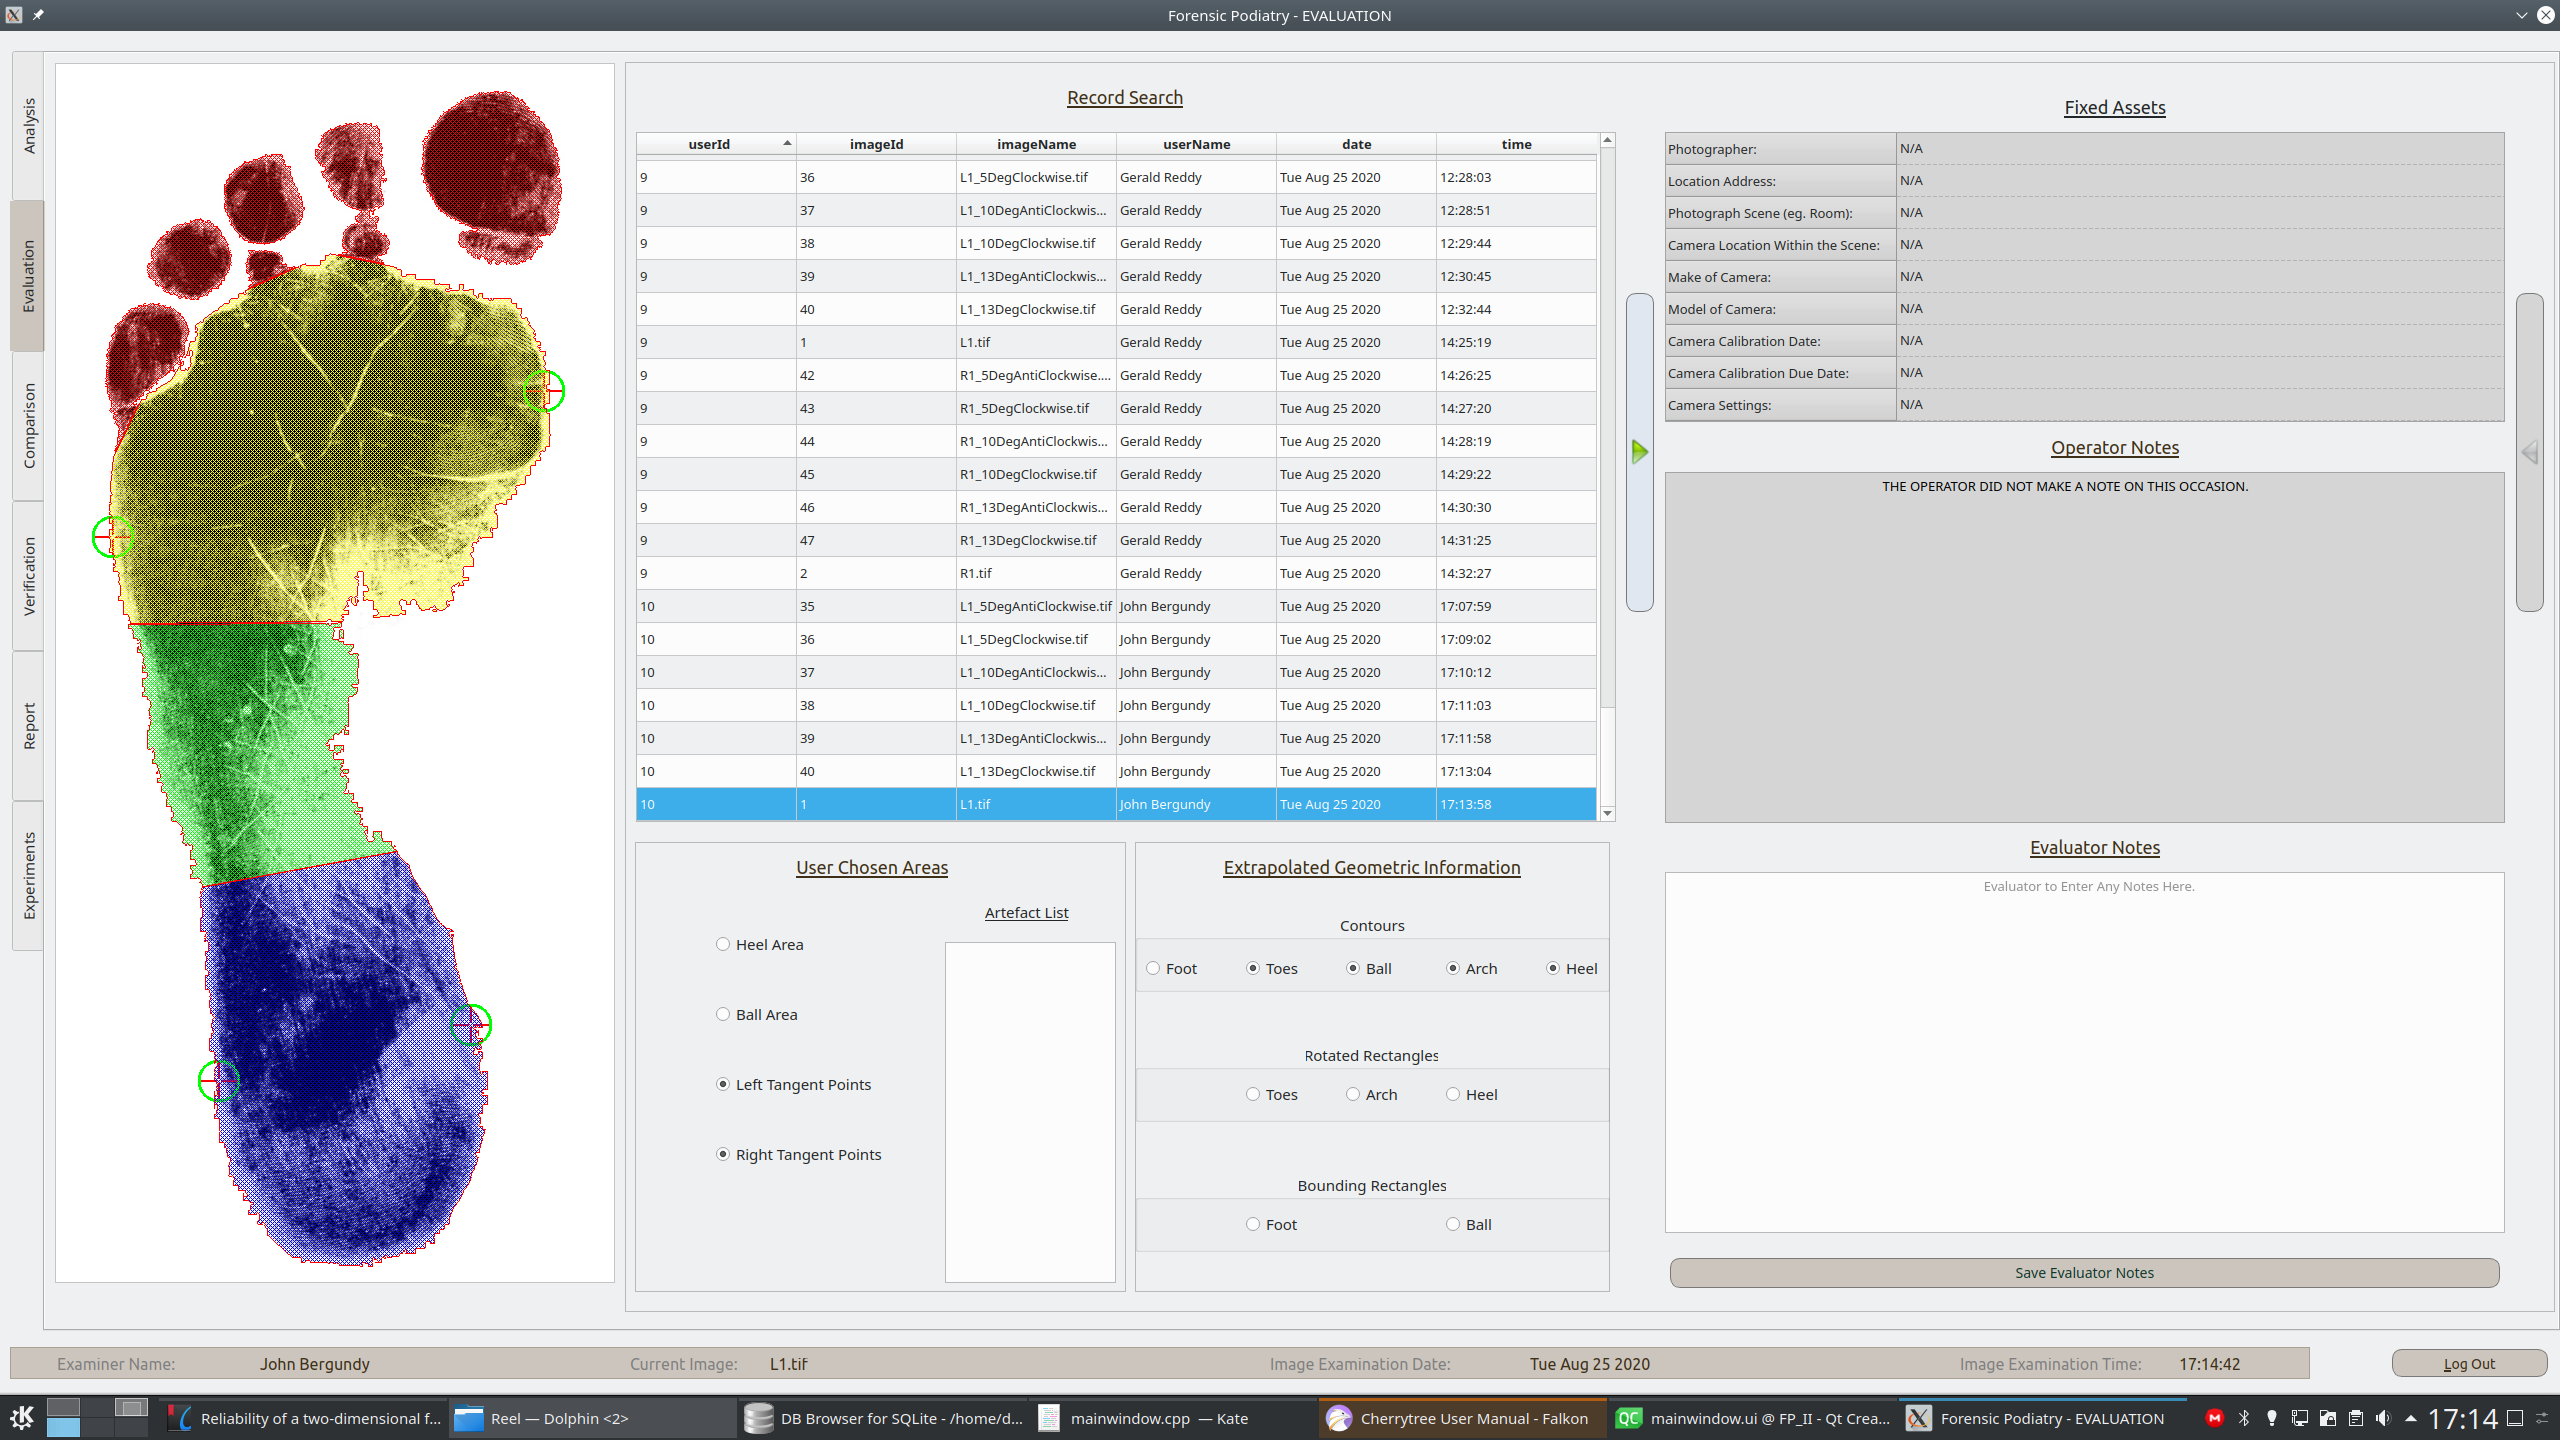 Forensic Podiatry - EVALUATION
Analysis
Evaluation
Comparison
Verification
Report
Experiments
Record Search
userId imageId imageName userName date time
9 36 L1_5DegClockwise.tif Gerald Reddy Tue Aug 25 2020 12:28:03
9 37 L1_10DegAntiClockwis... Gerald Reddy Tue Aug 25 2020 12:28:51
9 38 L1_10DegClockwise.tif Gerald Reddy Tue Aug 25 2020 12:29:44
9 39 L1_13DegAntiClockwis... Gerald Reddy Tue Aug 25 2020 12:30:45
9 40 L1_13DegClockwise.tif Gerald Reddy Tue Aug 25 2020 12:32:44
9 1 L1.tif Gerald Reddy Tue Aug 25 2020 14:25:19
9 42 R1_5DegAntiClockwise.... Gerald Reddy Tue Aug 25 2020 14:26:25
9 43 R1_5DegClockwise.tif Gerald Reddy Tue Aug 25 2020 14:27:20
9 44 R1_10DegAntiClockwis... Gerald Reddy Tue Aug 25 2020 14:28:19
9 45 R1_10DegClockwise.tif Gerald Reddy Tue Aug 25 2020 14:29:22
9 46 R1_13DegAntiClockwis... Gerald Reddy Tue Aug 25 2020 14:30:30
9 47 R1_13DegClockwise.tif Gerald Reddy Tue Aug 25 2020 14:31:25
9 2 R1.tif Gerald Reddy Tue Aug 25 2020 14:32:27
10 35 L1_5DegAntiClockwise.tif John Bergundy Tue Aug 25 2020 17:07:59
10 36 L1_5DegClockwise.tif John Bergundy Tue Aug 25 2020 17:09:02
10 37 L1_10DegAntiClockwis... John Bergundy Tue Aug 25 2020 17:10:12
10 38 L1_10DegClockwise.tif John Bergundy Tue Aug 25 2020 17:11:03
10 39 L1_13DegAntiClockwis... John Bergundy Tue Aug 25 2020 17:11:58
10 40 L1_13DegClockwise.tif John Bergundy Tue Aug 25 2020 17:13:04
10 1 L1.tif John Bergundy Tue Aug 25 2020 17:13:58
User Chosen Areas
Artefact List
Heel Area
Ball Area
Left Tangent Points
Right Tangent Points
Extrapolated Geometric Information
Contours
Foot Toes Ball Arch Heel
Rotated Rectangles
Toes Arch Heel
Bounding Rectangles
Foot Ball
Fixed Assets
Photographer: N/A
Location Address: N/A
Photograph Scene (eg. Room): N/A
Camera Location Within the Scene: N/A
Make of Camera: N/A
Model of Camera: N/A
Camera Calibration Date: N/A
Camera Calibration Due Date: N/A
Camera Settings: N/A
Operator Notes
THE OPERATOR DID NOT MAKE A NOTE ON THIS OCCASION.
Evaluator Notes
Evaluator to Enter Any Notes Here.
Save Evaluator Notes
Examiner Name: John Bergundy Current Image: L1.tif Image Examination Date: Tue Aug 25 2020 Image Examination Time: 17:14:42
Log Out
Reliability of a two-dimensional f... Reel — Dolphin <2> DB Browser for SQLite - /home/d... mainwindow.cpp — Kate Cherrytree User Manual - Falkon QC mainwindow.ui @ FP_II - Qt Crea... Forensic Podiatry - EVALUATION M 17:14